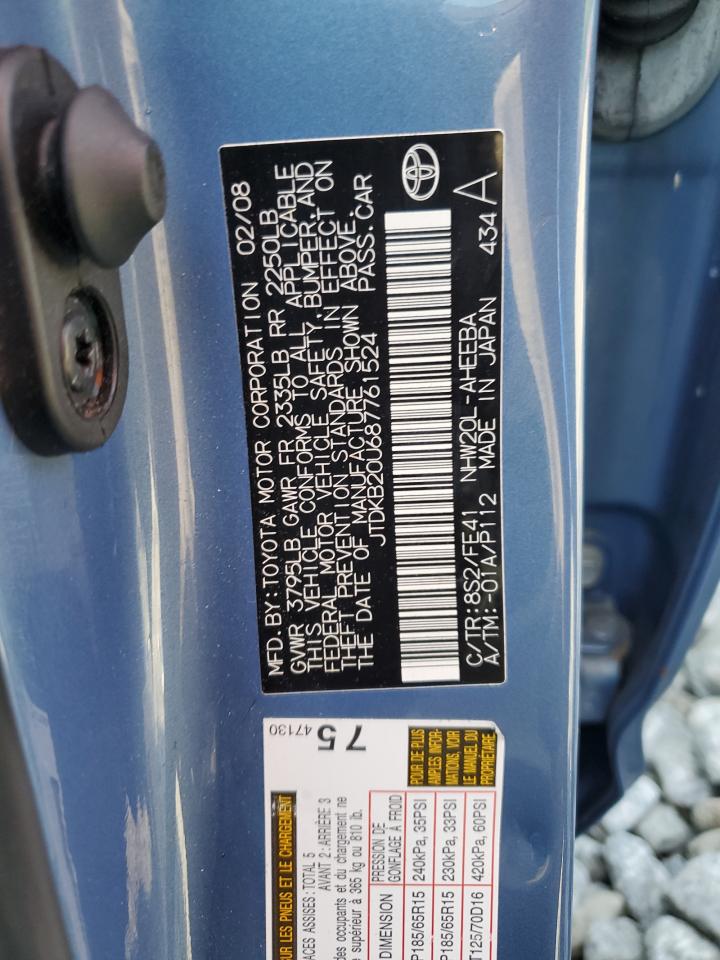 MFD. BY: TOYOTA MOTOR CORPORATION 02/08
GVWR 3795LB GAWR FR 2335LB RR 2250LB
THIS VEHICLE CONFORMS TO ALL APPLICABLE
FEDERAL MOTOR VEHICLE SAFETY, BUMPER, AND
THEFT PREVENTION STANDARDS IN EFFECT ON
THE DATE OF MANUFACTURE SHOWN ABOVE.
JTDKB20U687761524 PASS. CAR
C/TR: 8S2/FE41 NHW20L-AHEEBA
A/TM: -01A/P112 MADE IN JAPAN 434 A
47130
75
SUR LES PNEUS ET LE CHARGEMENT
ACES ASSISES: TOTAL 5
AVANT 2: ARRIÈRE 3
des occupants et du chargement ne
e supérieur à 365 kg ou 810 lb.
DIMENSION
PRESSION DE
GONFLAGE À FROID
P185/65R15 240kPa, 35PSI
P185/65R15 230kPa, 33PSI
T125/70D16 420kPa, 60PSI
POUR DE PLUS
AMPLES INFOR-
MATIONS, VOIR
LE MANUEL DU
PROPRIÉTAIRE.